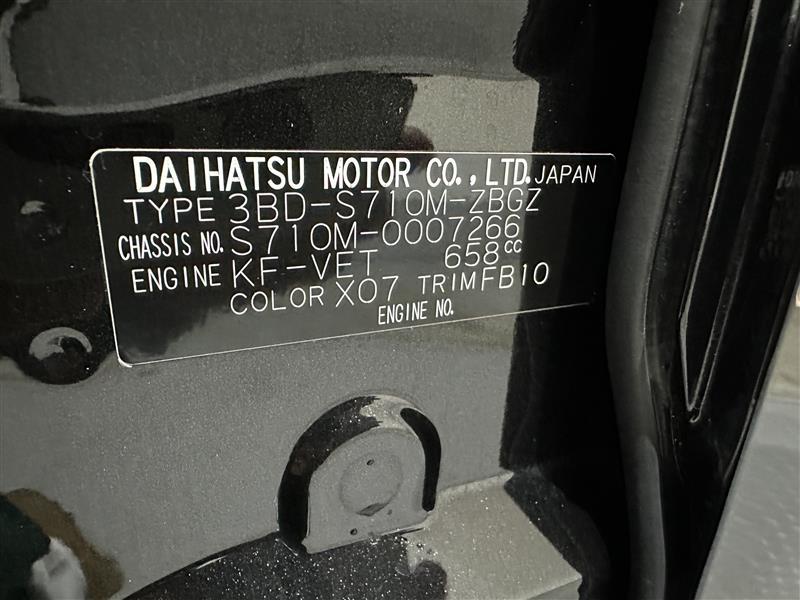 DAIHATSU MOTOR CO., LTD. JAPAN
TYPE 3BD-S710M-ZBGZ
CHASSIS NO. S710M-0007266
ENGINE KF-VET 658cc
COLOR X07 TRIM FB10
ENGINE NO.